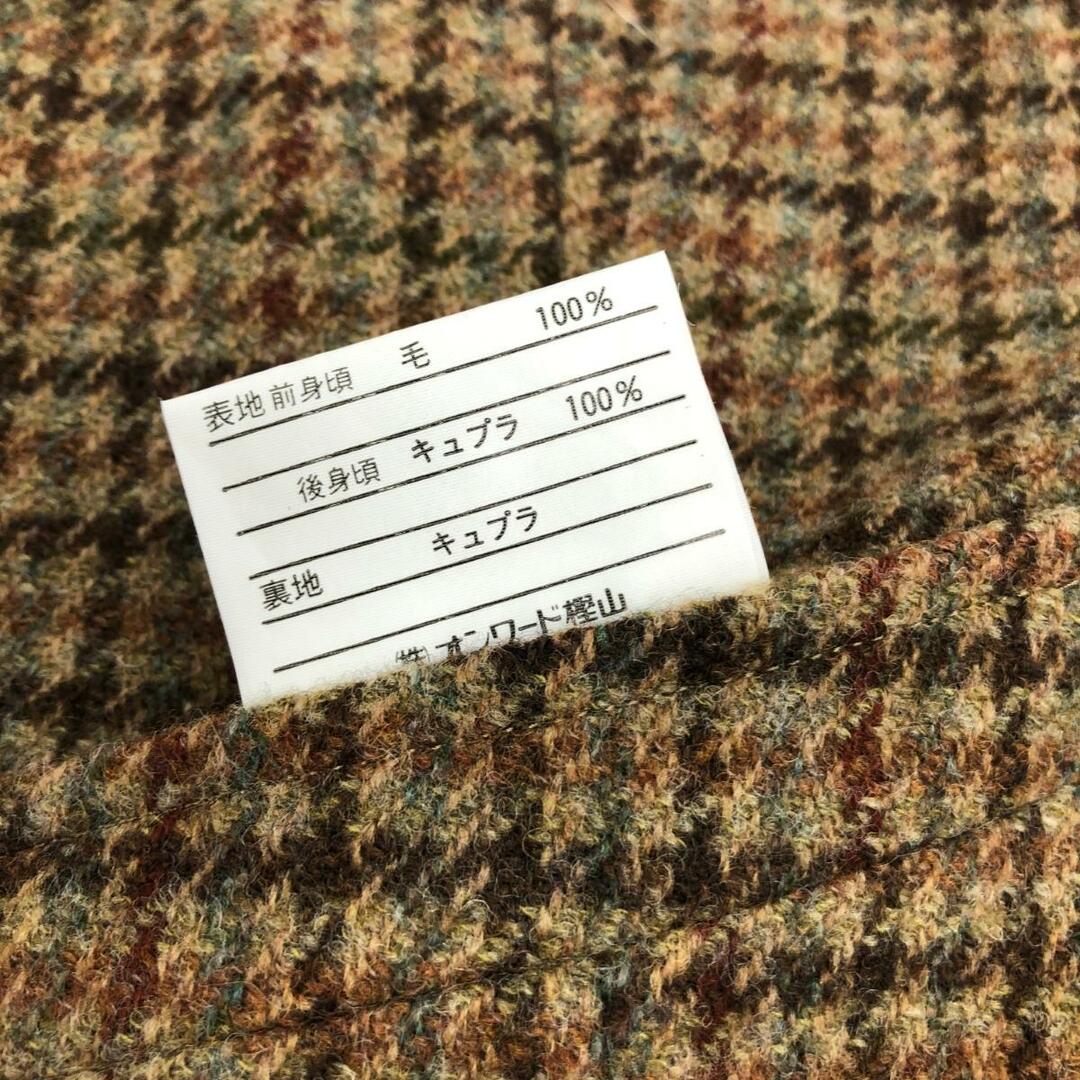 表地 前身頃 毛 100%
後身頃 キュプラ 100%
裏地 キュプラ
㈱オンワード樫山